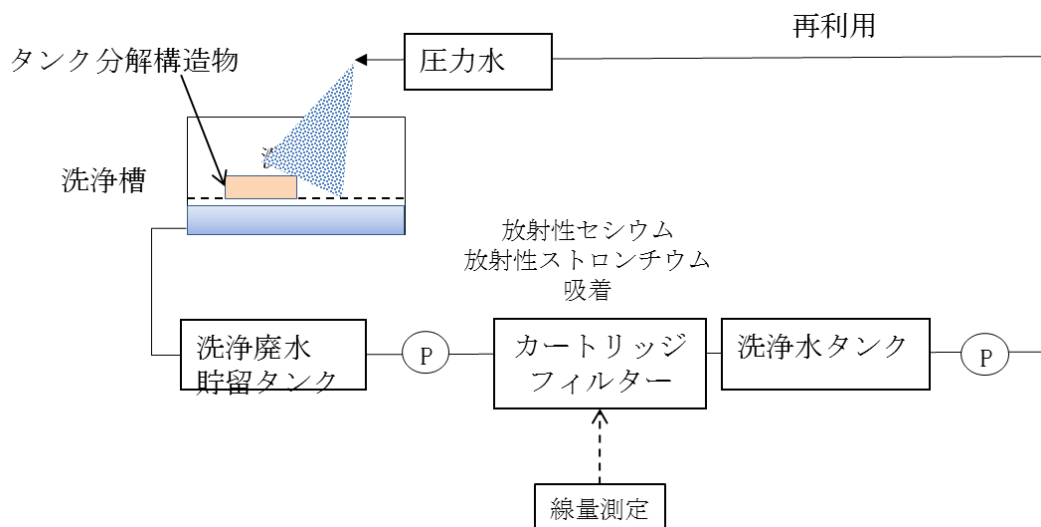 再利用
圧力水
タンク分解構造物
洗浄槽
放射性セシウム
放射性ストロンチウム
吸着
洗浄廃水
貯留タンク
P
カートリッジ
フィルター
洗浄水タンク
P
線量測定